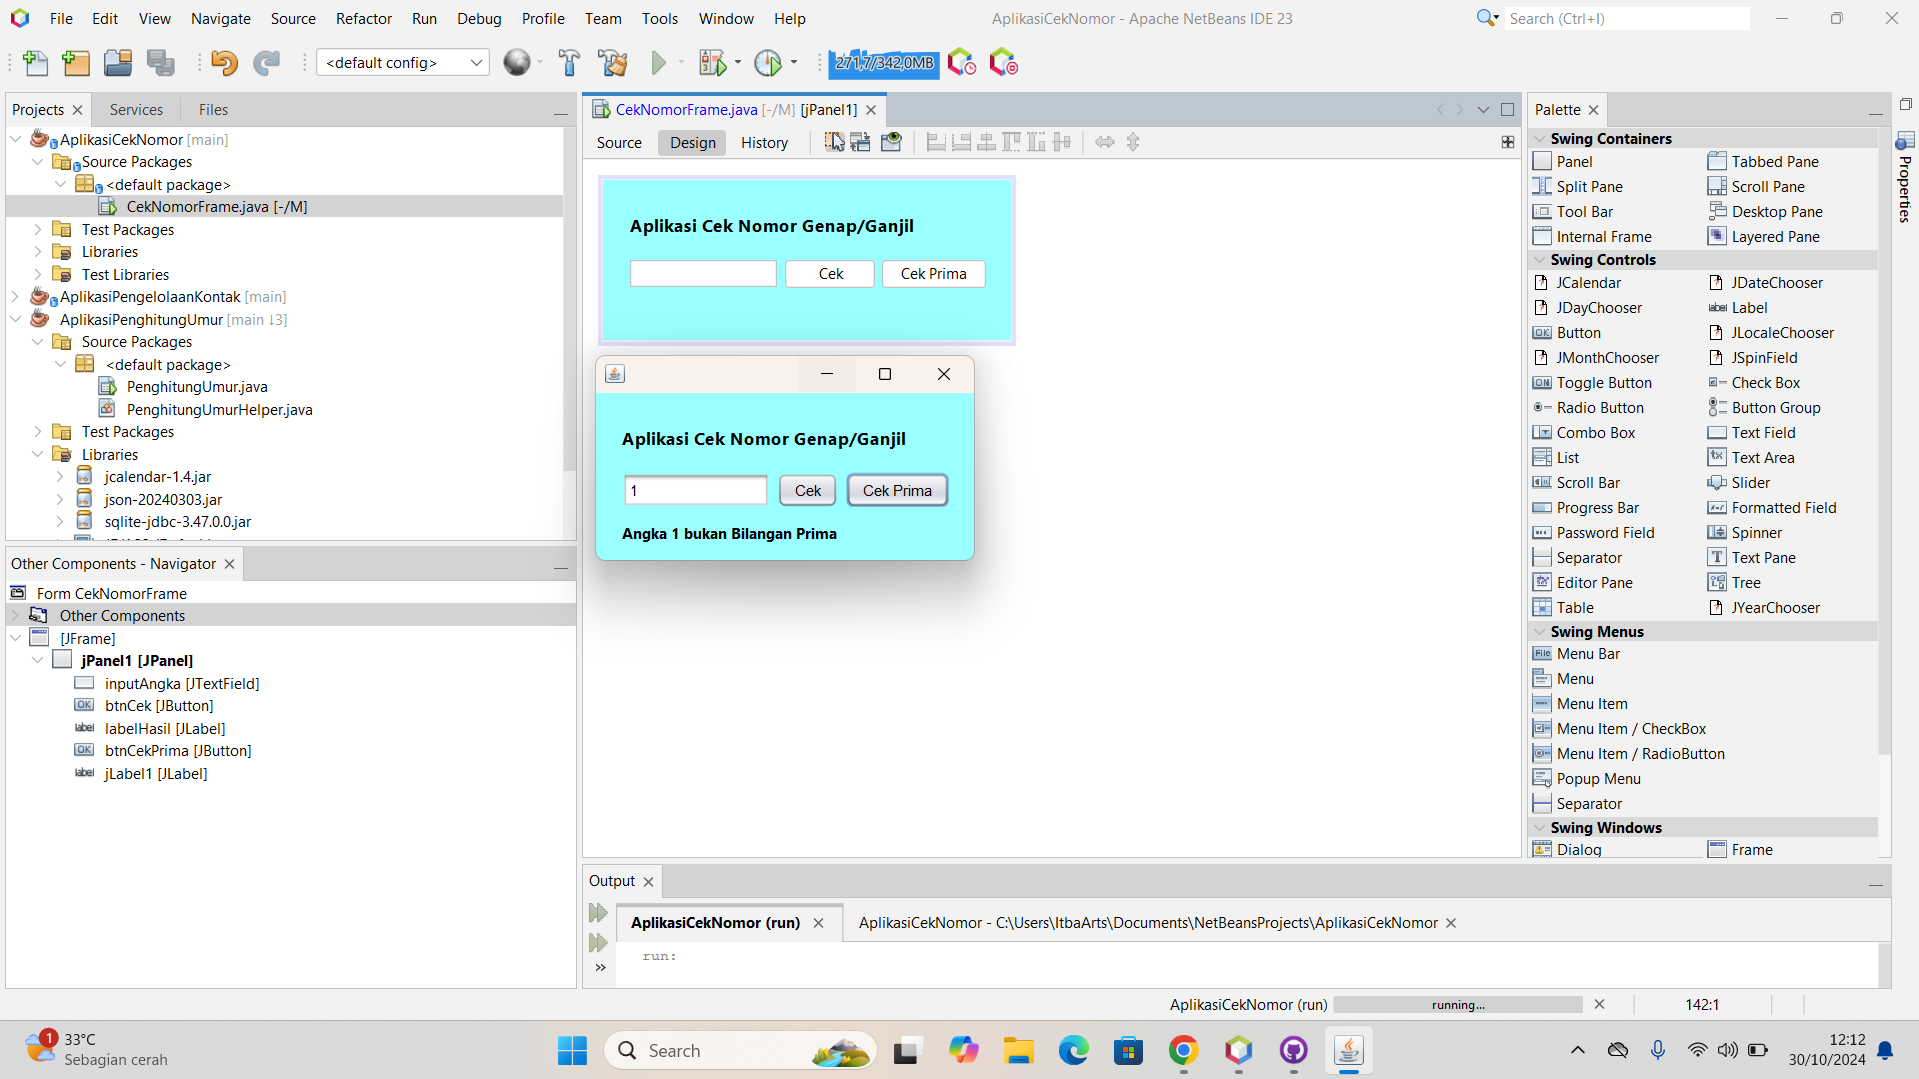 File Edit View Navigate Source Refactor Run Debug Profile Team Tools Window Help
AplikasiCekNomor - Apache NetBeans IDE 23
Search (Ctrl+I)
<default config>
271,7/342,0MB
Projects
Services
Files
AplikasiCekNomor [main]
Source Packages
<default package>
CekNomorFrame.java [-/M]
Test Packages
Libraries
Test Libraries
AplikasiPengelolaanKontak [main]
AplikasiPenghitungUmur [main ↓3]
Source Packages
<default package>
PenghitungUmur.java
PenghitungUmurHelper.java
Test Packages
Libraries
jcalendar-1.4.jar
json-20240303.jar
sqlite-jdbc-3.47.0.0.jar
Other Components - Navigator
Form CekNomorFrame
Other Components
[JFrame]
jPanel1 [JPanel]
inputAngka [JTextField]
btnCek [JButton]
labelHasil [JLabel]
btnCekPrima [JButton]
jLabel1 [JLabel]
CekNomorFrame.java [-/M] [jPanel1]
Source Design History
Aplikasi Cek Nomor Genap/Ganjil
Cek Cek Prima
Aplikasi Cek Nomor Genap/Ganjil
1 Cek Cek Prima
Angka 1 bukan Bilangan Prima
Palette
Swing Containers
Panel Tabbed Pane
Split Pane Scroll Pane
Tool Bar Desktop Pane
Internal Frame Layered Pane
Swing Controls
JCalendar JDateChooser
JDayChooser Label
Button JLocaleChooser
JMonthChooser JSpinField
Toggle Button Check Box
Radio Button Button Group
Combo Box Text Field
List Text Area
Scroll Bar Slider
Progress Bar Formatted Field
Password Field Spinner
Separator Text Pane
Editor Pane Tree
Table JYearChooser
Swing Menus
Menu Bar
Menu
Menu Item
Menu Item / CheckBox
Menu Item / RadioButton
Popup Menu
Separator
Swing Windows
Dialog Frame
Properties
Output
AplikasiCekNomor (run)
AplikasiCekNomor - C:\Users\ItbaArts\Documents\NetBeansProjects\AplikasiCekNomor
run:
AplikasiCekNomor (run)
running...
142:1
1
33°C
Sebagian cerah
Search
12:12
30/10/2024